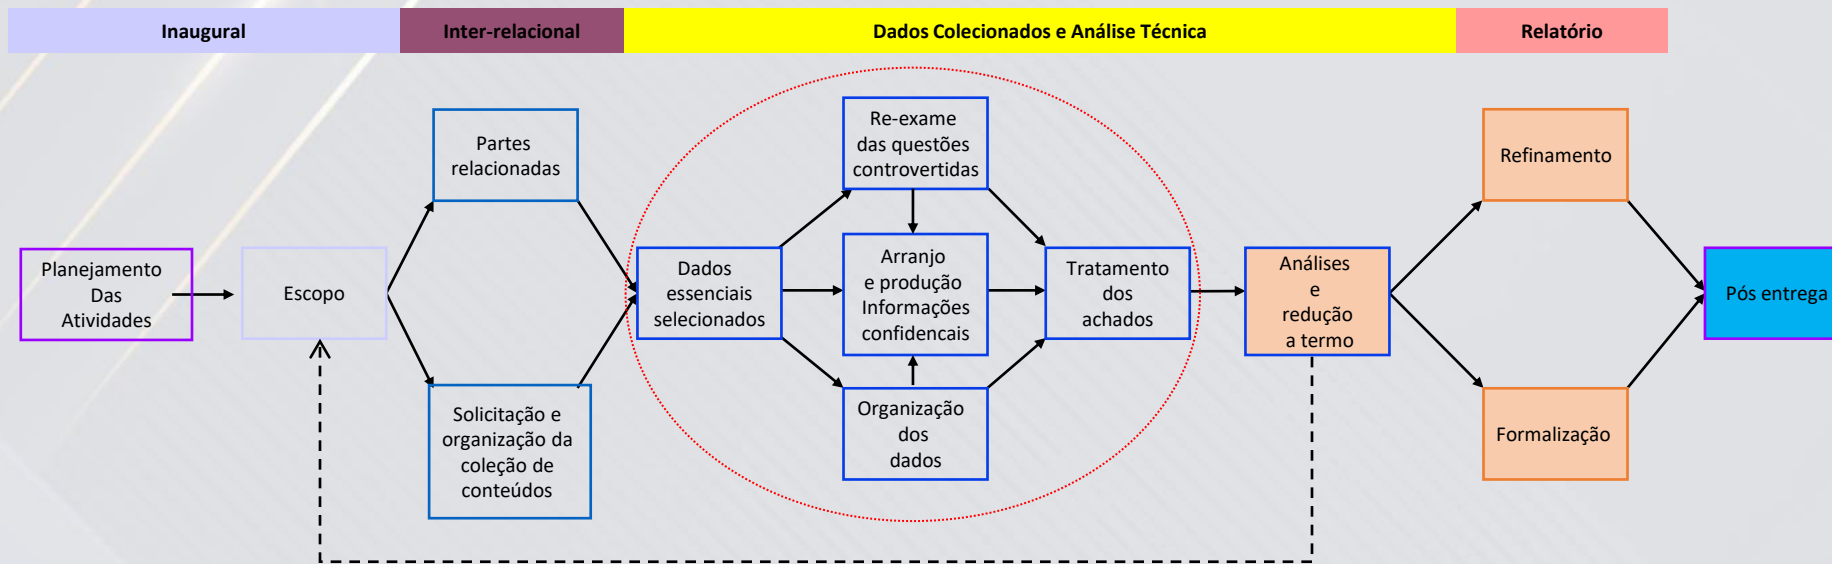 Inaugural
Inter-relacional
Dados Colecionados e Análise Técnica
Relatório
Planejamento
Das
Atividades
Escopo
Partes
relacionadas
Solicitação e
organização da
coleção de
conteúdos
Dados
essenciais
selecionados
Re-exame
das questões
controvertidas
Arranjo
e produção
Informações
confidencais
Organização
dos
dados
Tratamento
dos
achados
Análises
e
redução
a termo
Refinamento
Formalização
Pós entrega